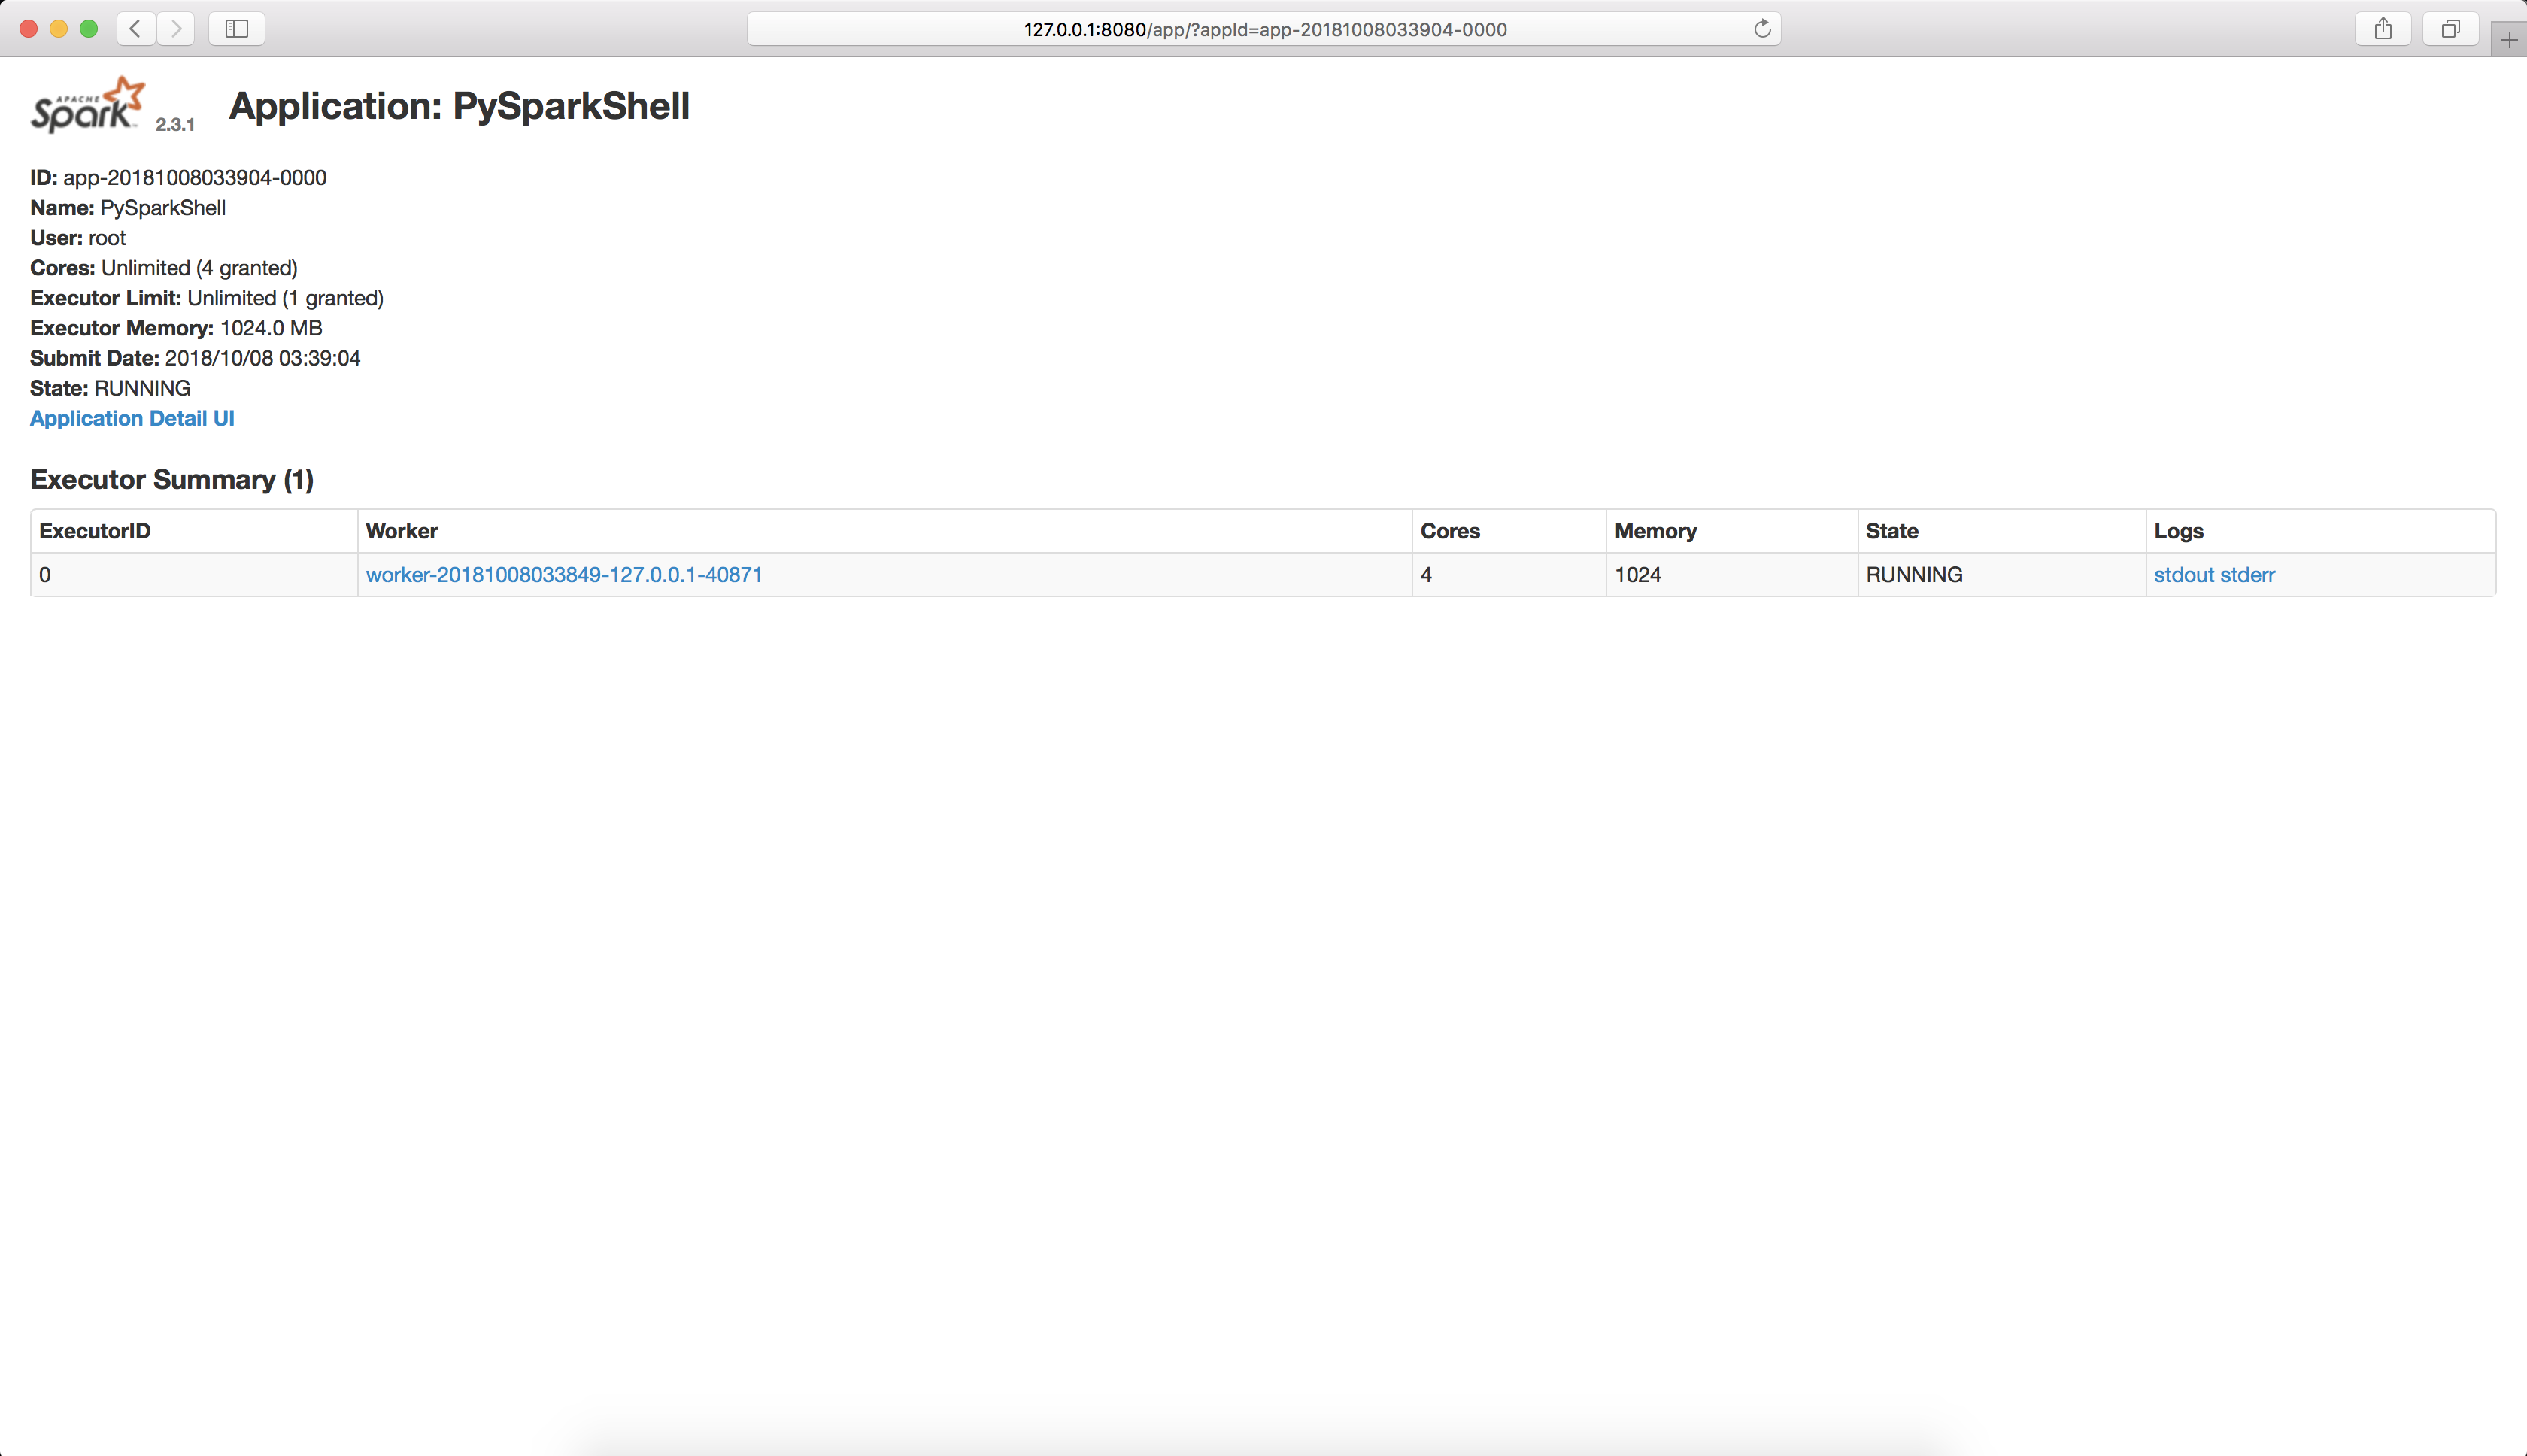 127.0.0.1:8080/app/?appId=app-20181008033904-0000
APACHE
Spark™ 2.3.1 Application: PySparkShell
ID: app-20181008033904-0000
Name: PySparkShell
User: root
Cores: Unlimited (4 granted)
Executor Limit: Unlimited (1 granted)
Executor Memory: 1024.0 MB
Submit Date: 2018/10/08 03:39:04
State: RUNNING
Application Detail UI
Executor Summary (1)
ExecutorID Worker Cores Memory State Logs
0 worker-20181008033849-127.0.0.1-40871 4 1024 RUNNING stdout stderr